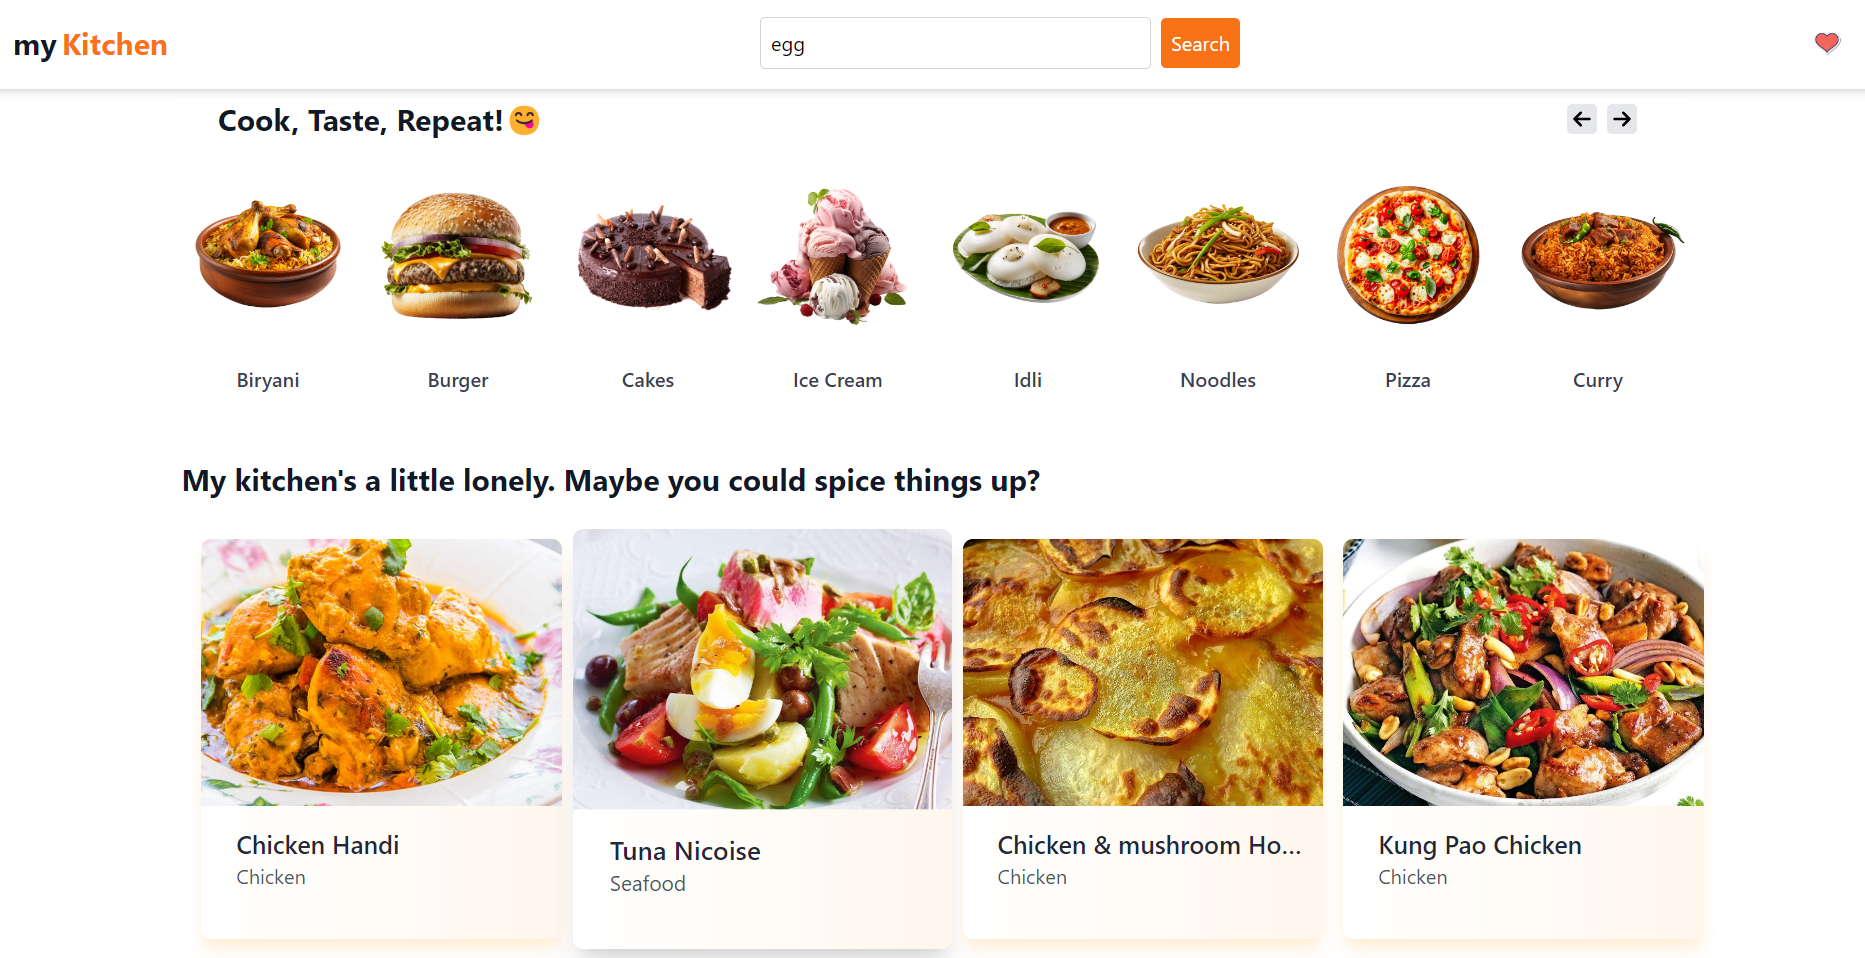 my Kitchen
egg
Search
Cook, Taste, Repeat!
Biryani
Burger
Cakes
Ice Cream
Idli
Noodles
Pizza
Curry
My kitchen's a little lonely. Maybe you could spice things up?
Chicken Handi
Chicken
Tuna Nicoise
Seafood
Chicken & mushroom Ho...
Chicken
Kung Pao Chicken
Chicken